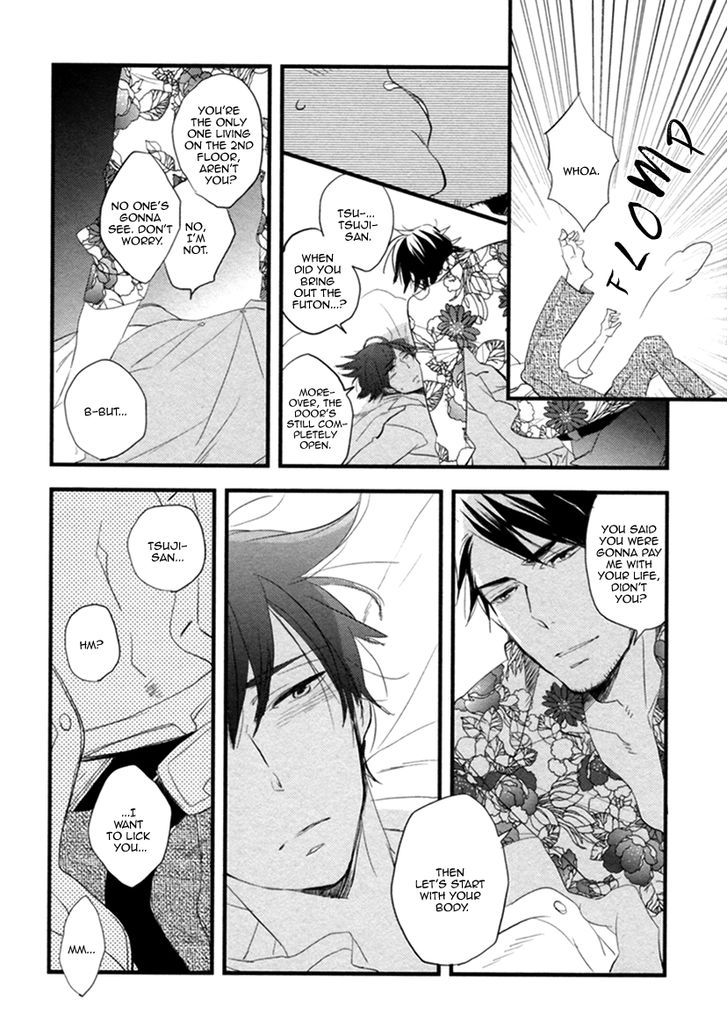 WHOA.
FLOMP
TSU-...
TSUJI-
SAN.
WHEN
DID YOU
BRING
OUT THE
FUTON...?
MORE-
OVER, THE
DOOR'S
STILL COM-
PLETELY
OPEN.
YOU'RE
THE ONLY
ONE LIVING
ON THE 2ND
FLOOR,
AREN'T
YOU?
NO,
I'M
NOT.
NO ONE'S
GONNA
SEE. DON'T
WORRY.
B-BUT...
YOU SAID
YOU WERE
GONNA PAY
ME WITH
YOUR LIFE,
DIDN'T
YOU?
THEN
LET'S START
WITH YOUR
BODY.
TSUJI-
SAN...
HM?
...I
WANT
TO LICK
YOU...
MM...